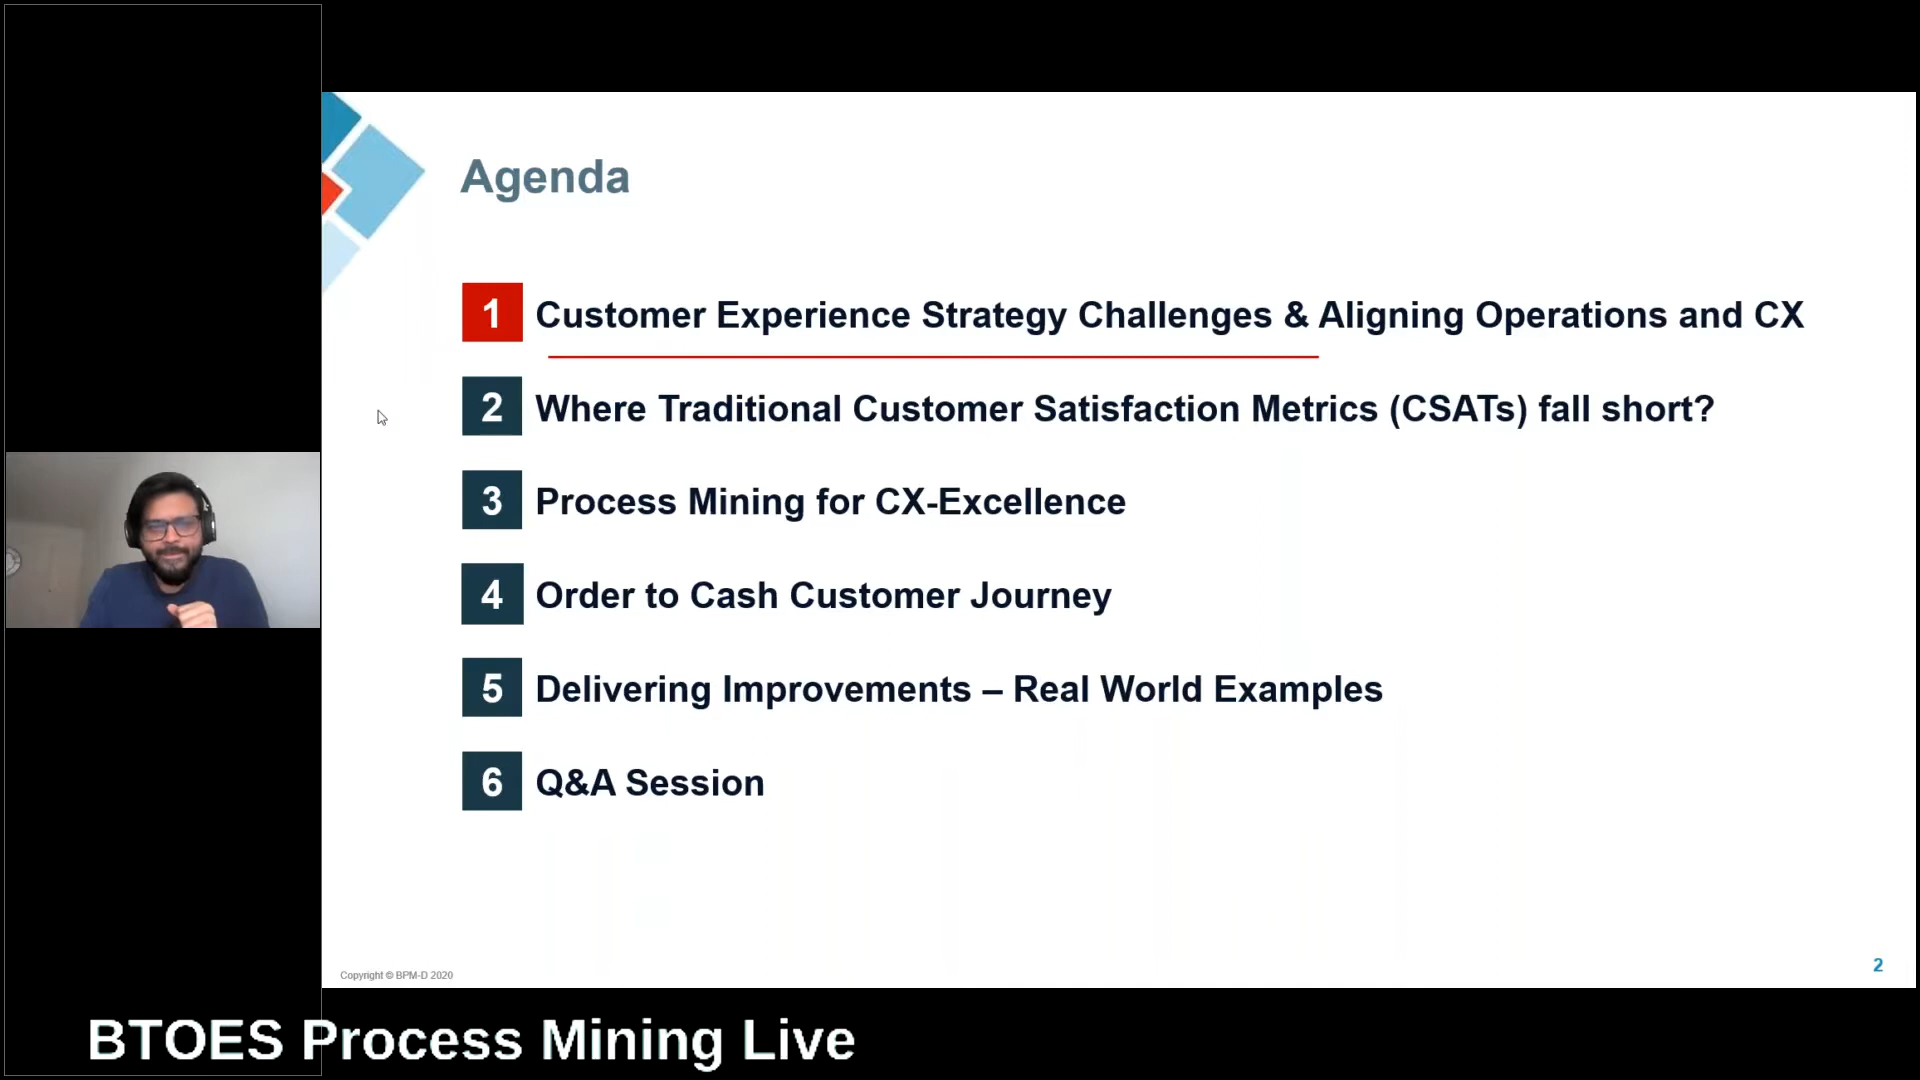 Agenda
1 Customer Experience Strategy Challenges & Aligning Operations and CX
2 Where Traditional Customer Satisfaction Metrics (CSATs) fall short?
3 Process Mining for CX-Excellence
4 Order to Cash Customer Journey
5 Delivering Improvements – Real World Examples
6 Q&A Session
Copyright © BPM-D 2020
2
BTOES Process Mining Live